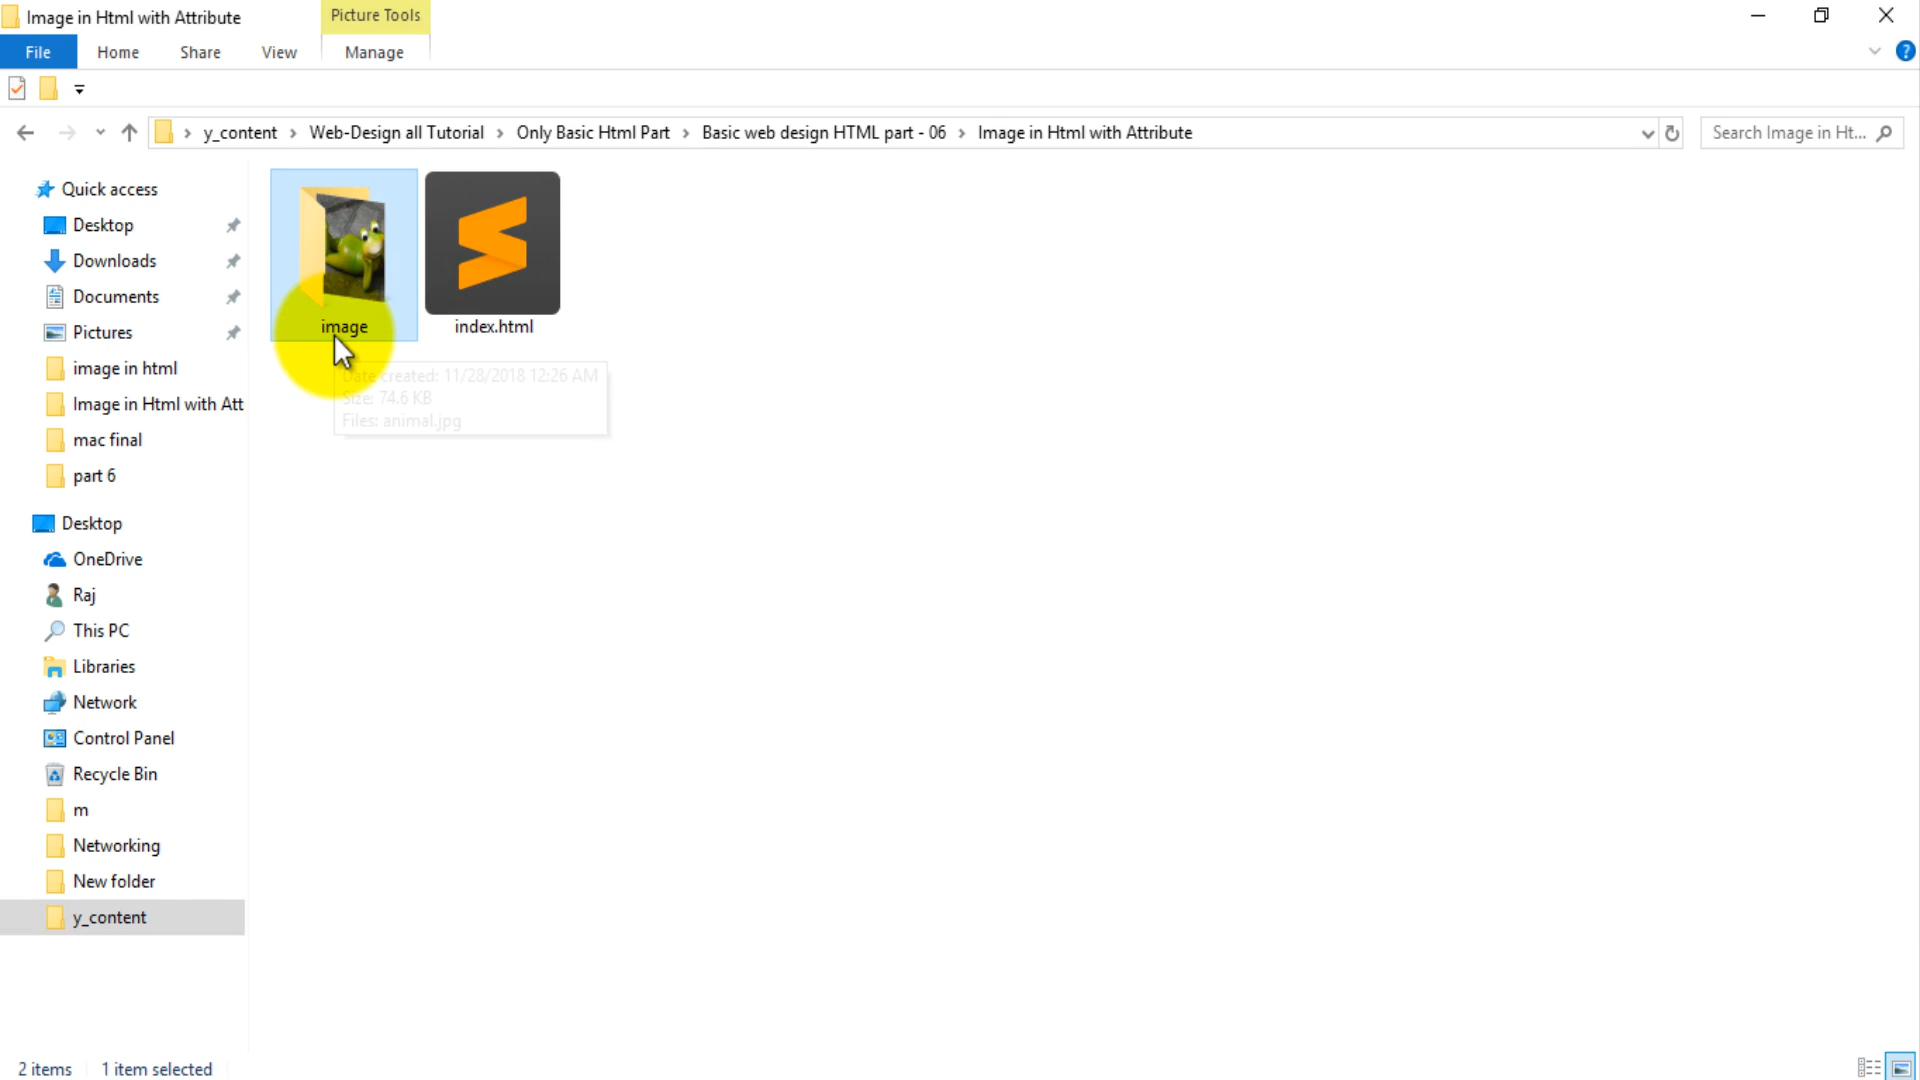 Image in Html with Attribute
Picture Tools
File Home Share View Manage
y_content Web-Design all Tutorial Only Basic Html Part Basic web design HTML part - 06 Image in Html with Attribute
Search Image in Ht...
Quick access
Desktop
Downloads
Documents
Pictures
image in html
Image in Html with Att
mac final
part 6
Desktop
OneDrive
Raj
This PC
Libraries
Network
Control Panel
Recycle Bin
m
Networking
New folder
y_content
image
index.html
Date created: 11/28/2018 12:26 AM
Size: 74.6 KB
Files: animal.jpg
2 items 1 item selected